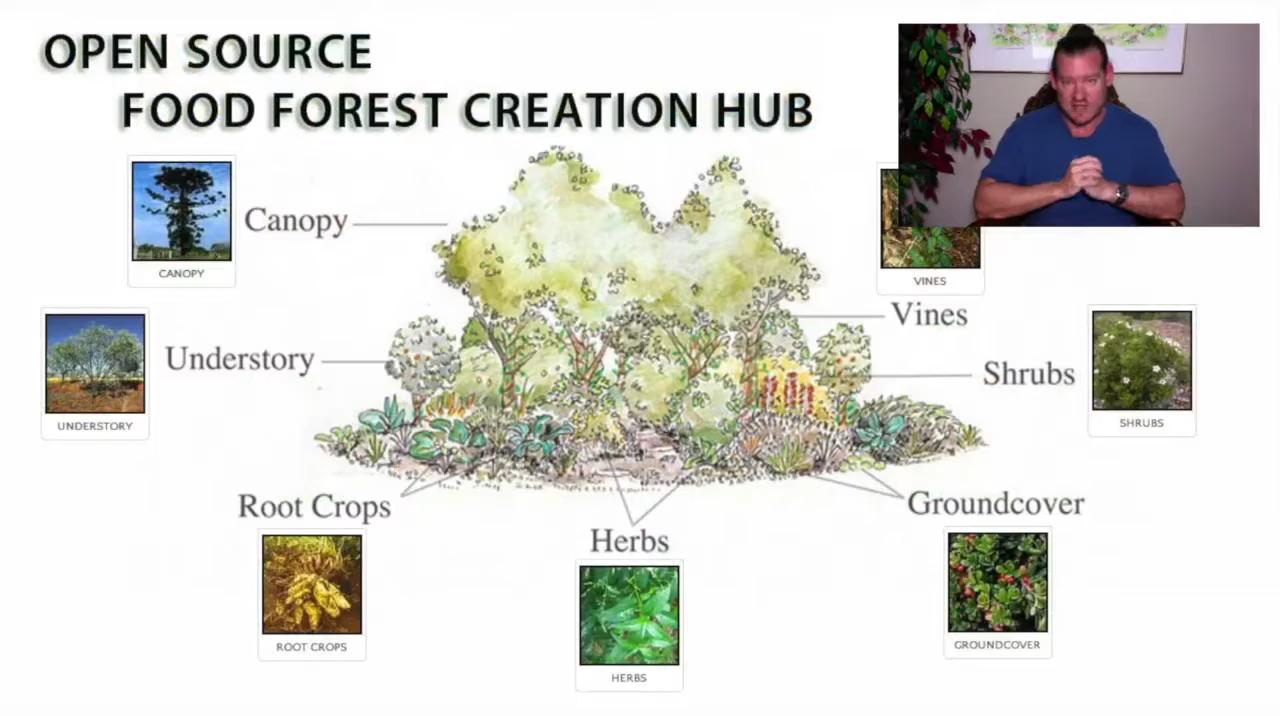 OPEN SOURCE
FOOD FOREST CREATION HUB
CANOPY
Canopy
VINES
Vines
UNDERSTORY
Understory
Shrubs
SHRUBS
Root Crops
Groundcover
Herbs
ROOT CROPS
HERBS
GROUNDCOVER